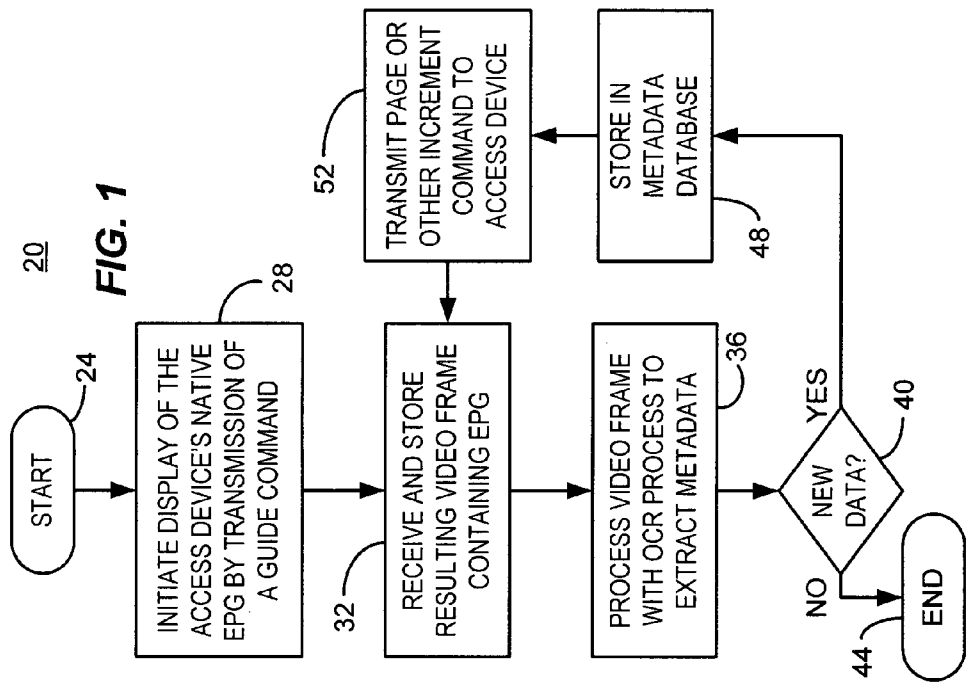 20
FIG. 1
START
24
INITIATE DISPLAY OF THE
ACCESS DEVICE'S NATIVE
EPG BY TRANSMISSION OF
A GUIDE COMMAND
28
RECEIVE AND STORE
RESULTING VIDEO FRAME
CONTAINING EPG
32
PROCESS VIDEO FRAME
WITH OCR PROCESS TO
EXTRACT METADATA
36
NEW
DATA?
40
NO
YES
END
44
STORE IN
METADATA
DATABASE
48
TRANSMIT PAGE OR
OTHER INCREMENT
COMMAND TO
ACCESS DEVICE
52